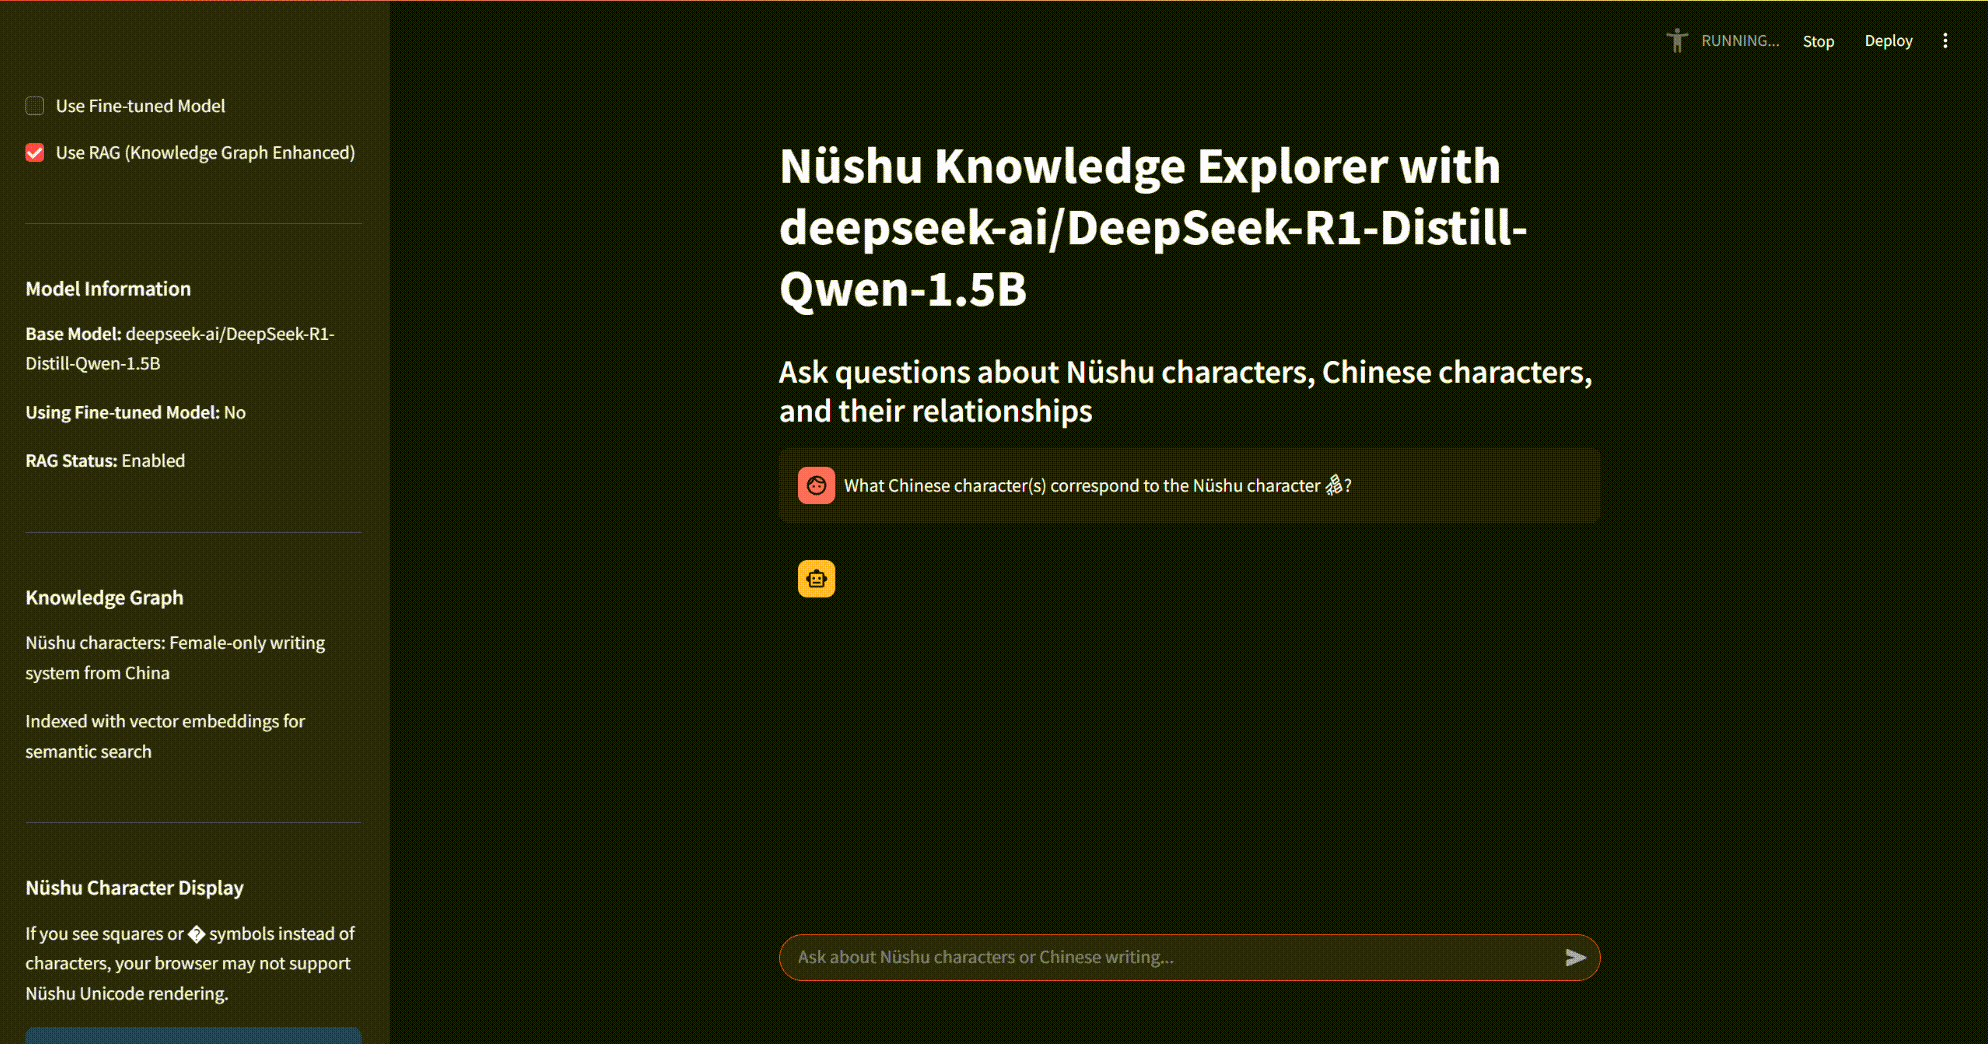 RUNNING...
Stop
Deploy
Use Fine-tuned Model
Use RAG (Knowledge Graph Enhanced)
Model Information
Base Model: deepseek-ai/DeepSeek-R1-
Distill-Qwen-1.5B
Using Fine-tuned Model: No
RAG Status: Enabled
Knowledge Graph
Nüshu characters: Female-only writing
system from China
Indexed with vector embeddings for
semantic search
Nüshu Character Display
If you see squares or � symbols instead of
characters, your browser may not support
Nüshu Unicode rendering.
Nüshu Knowledge Explorer with
deepseek-ai/DeepSeek-R1-Distill-
Qwen-1.5B
Ask questions about Nüshu characters, Chinese characters,
and their relationships
What Chinese character(s) correspond to the Nüshu character ?
Ask about Nüshu characters or Chinese writing...